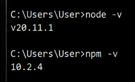 C:\Users\User>node -v
v20.11.1
C:\Users\User>npm -v
10.2.4